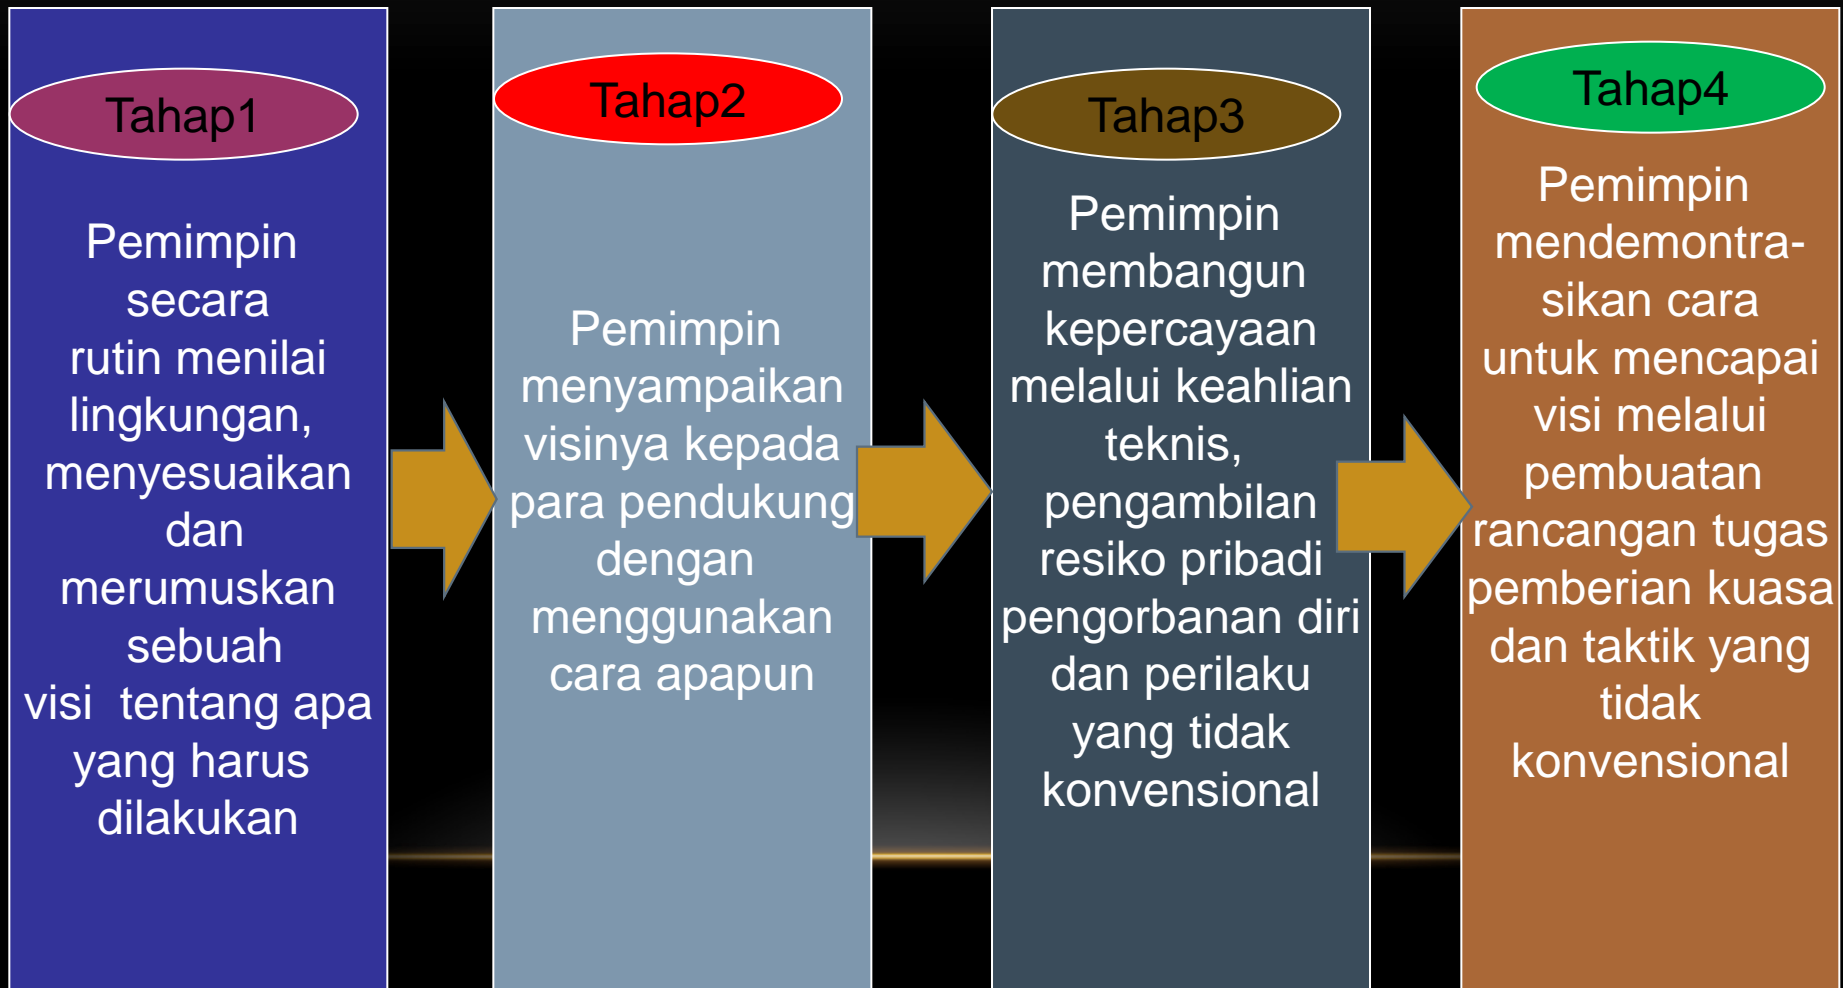 Tahap1
Pemimpin
secara
rutin menilai
lingkungan,
menyesuaikan
dan
merumuskan
sebuah
visi  tentang apa
yang harus
dilakukan
Tahap2
Pemimpin
menyampaikan
visinya kepada
para pendukung
dengan
menggunakan
cara apapun
Tahap3
Pemimpin
membangun
kepercayaan
melalui keahlian
teknis,
pengambilan
resiko pribadi
pengorbanan diri
dan perilaku
yang tidak
konvensional
Tahap4
Pemimpin
mendemontra-
sikan cara
untuk mencapai
visi melalui
pembuatan
rancangan tugas
pemberian kuasa
dan taktik yang
tidak
konvensional